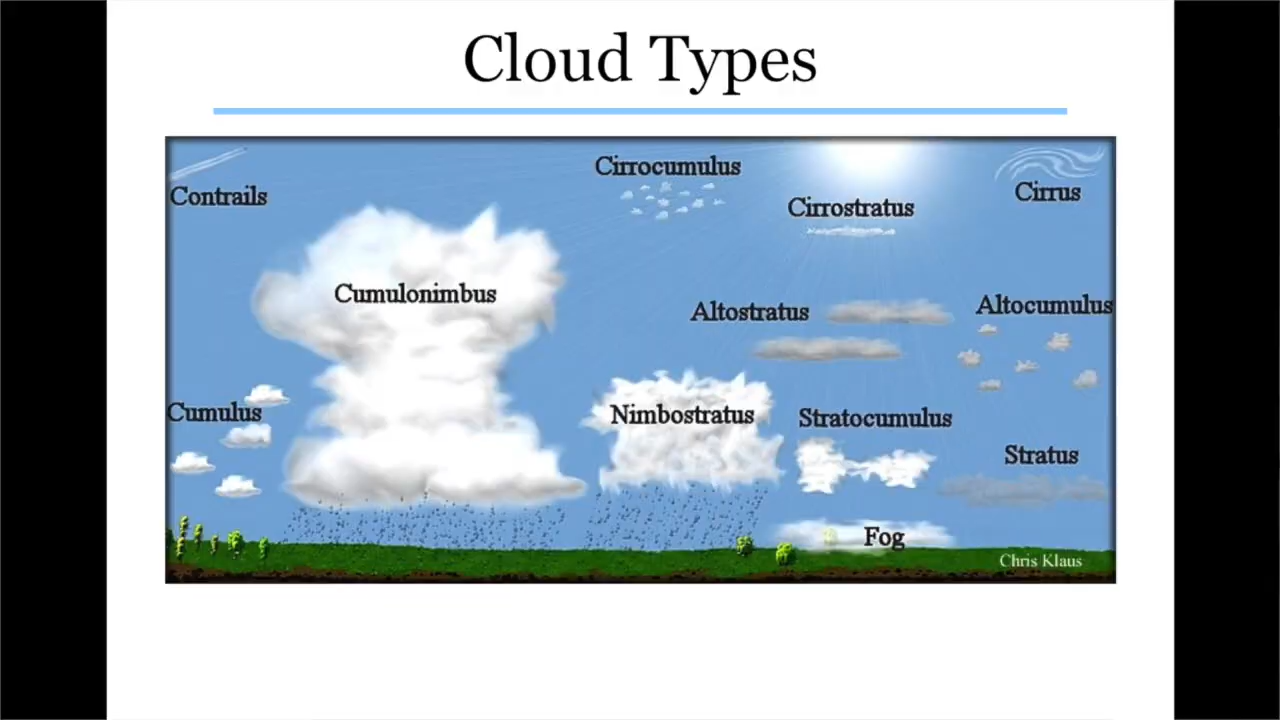 Cloud Types
Contrails
Cirrocumulus
Cirrostratus
Cirrus
Cumulonimbus
Altostratus
Altocumulus
Cumulus
Nimbostratus
Stratocumulus
Stratus
Fog
Chris Klaus